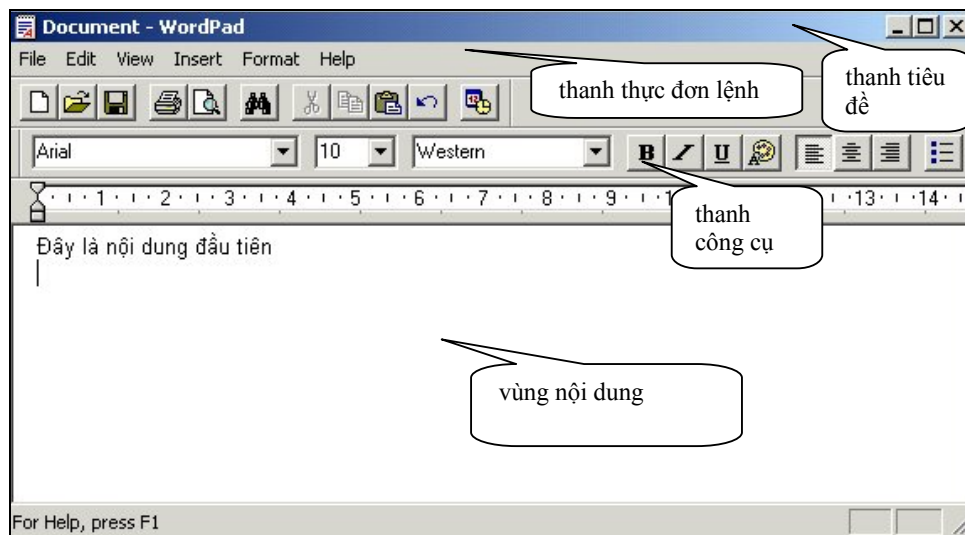 Document - WordPad
File Edit View Insert Format Help
thanh thực đơn lệnh
thanh tiêu
đề
Arial 10 Western B I U
1 2 3 4 5 6 7 8 9 1 13 14
thanh
công cụ
Đây là nội dung đầu tiên
vùng nội dung
For Help, press F1